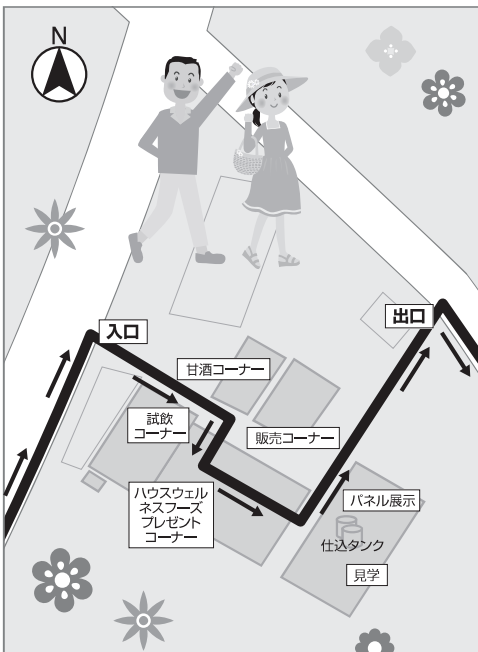 N
入口
出口
甘酒コーナー
試飲
コーナー
販売コーナー
ハウスウェル
ネスフーズ
プレゼント
コーナー
パネル展示
仕込タンク
見学